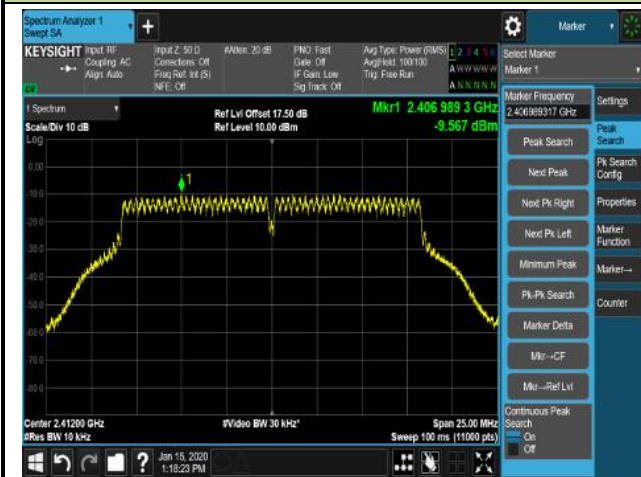 Spectrum Analyzer 1
Swept SA
Marker
KEYSIGHT
Input: RF
Coupling: AC
Align: Auto
Input Z: 50 Ω
Corrections: Off
Freq Ref: Int (S)
NFE: Off
#Atten: 20 dB
PNO: Fast
Gate: Off
IF Gain: Low
Sig Track: Off
Avg Type: Power (RMS)
Avg|Hold: 100/100
Trig: Free Run
1 2 3 4 5 6
A W W W W W
A N N N N N
Select Marker
Marker 1
1 Spectrum
Scale/Div 10 dB
Log
Ref Lvl Offset 17.50 dB
Ref Level 10.00 dBm
Mkr1 2.406 989 3 GHz
-9.567 dBm
0.00
-10.0
-20.0
-30.0
-40.0
-50.0
-60.0
-70.0
-80.0
1
Center 2.41200 GHz
#Res BW 10 kHz
#Video BW 30 kHz*
Span 25.00 MHz
Sweep 100 ms (11000 pts)
Marker Frequency
2.406989317 GHz
Peak Search
Next Peak
Next Pk Right
Next Pk Left
Minimum Peak
Pk-Pk Search
Marker Delta
Mkr→CF
Mkr→Ref Lvl
Continuous Peak
Search
On
Off
Settings
Peak
Search
Pk Search
Config
Properties
Marker
Function
Marker→
Counter
Jan 15, 2020
1:18:23 PM